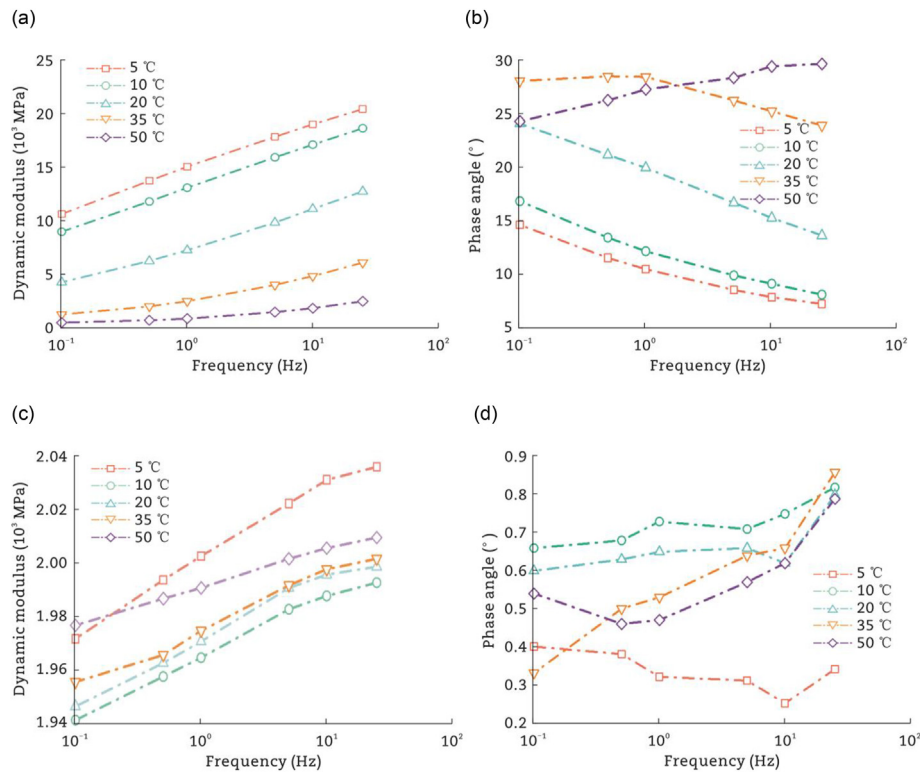 (a)
Dynamic modulus (10³ MPa)
25
20
15
10
5
0
5 ℃
10 ℃
20 ℃
35 ℃
50 ℃
10⁻¹ 10⁰ 10¹ 10²
Frequency (Hz)
(b)
Phase angle (°)
30
25
20
15
10
5
5 ℃
10 ℃
20 ℃
35 ℃
50 ℃
10⁻¹ 10⁰ 10¹ 10²
Frequency (Hz)
(c)
Dynamic modulus (10³ MPa)
2.04
2.02
2.00
1.98
1.96
1.94
5 ℃
10 ℃
20 ℃
35 ℃
50 ℃
10⁻¹ 10⁰ 10¹ 10²
Frequency (Hz)
(d)
Phase angle (°)
0.9
0.8
0.7
0.6
0.5
0.4
0.3
0.2
5 ℃
10 ℃
20 ℃
35 ℃
50 ℃
10⁻¹ 10⁰ 10¹ 10²
Frequency (Hz)